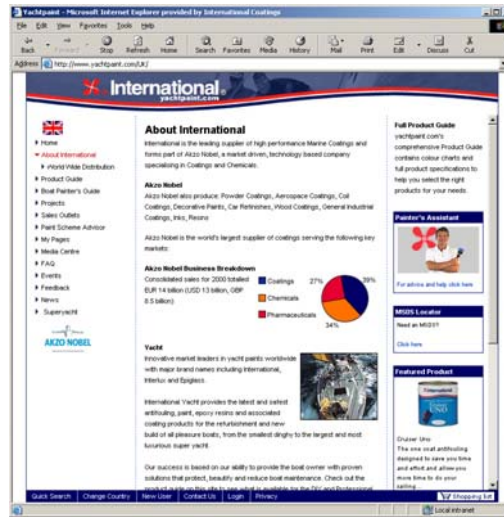 Yachtpaint - Microsoft Internet Explorer provided by International Coatings
File Edit View Favorites Tools Help
Back Forward Stop Refresh Home Search Favorites Media History Mail Print Edit Discuss Cut
Address http://www.yachtpaint.com/UK/
International
yachtpaint.com
Home
About International
World Wide Distribution
Product Guide
Boat Painter's Guide
Projects
Sales Outlets
Paint Scheme Advisor
My Pages
Media Centre
FAQ
Events
Feedback
News
Superyacht
AKZO NOBEL
About International
International is the leading supplier of high performance Marine Coatings and
forms part of Akzo Nobel, a market driven, technology based company
specialising in Coatings and Chemicals.
Akzo Nobel
Akzo Nobel also produce: Powder Coatings, Aerospace Coatings, Coil
Coatings, Decorative Paints, Car Refinishes, Wood Coatings, General Industrial
Coatings, Inks, Resins
Akzo Nobel is the world's largest supplier of coatings serving the following key
markets:
Akzo Nobel Business Breakdown
Consolidated sales for 2000 totalled
EUR 14 billion (USD 13 billion, GBP
8.5 billion)
Coatings
Chemicals
Pharmaceuticals
27%
39%
34%
Yacht
Innovative market leaders in yacht paints worldwide
with major brand names including International,
Interlux and Epiglass.
International Yacht provides the latest and safest
antifouling, paint, epoxy resins and associated
coating products for the refurbishment and new
build of all pleasure boats, from the smallest dinghy to the largest and most
luxurious super yacht.
Our success is based on our ability to provide the boat owner with proven
solutions that protect, beautify and reduce boat maintenance. Check out the
product guide on this site to see what is available for the DIY and Professional
Full Product Guide
yachtpaint.com's
comprehensive Product Guide
contains colour charts and
full product specifications to
help you select the right
products for your needs.
Painter's Assistant
For advice and help click here
MSDS Locator
Need an MSDS?
Click here
Featured Product
International
UNO
Cruiser Uno
The one coat antifouling
designed to save you time
and effort and allow you
more time to do your
sailing...
Quick Search Change Country New User Contact Us Login Privacy Shopping list
Local intranet